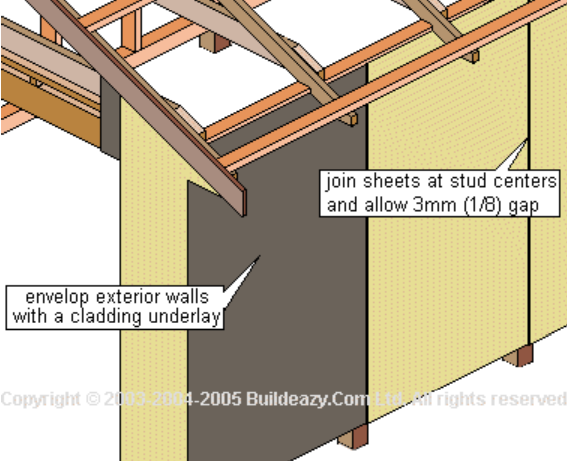 join sheets at stud centers
and allow 3mm (1/8) gap
envelop exterior walls
with a cladding underlay
Copyright © 2003-2004-2005 Buildeazy.Com Ltd. All rights reserved